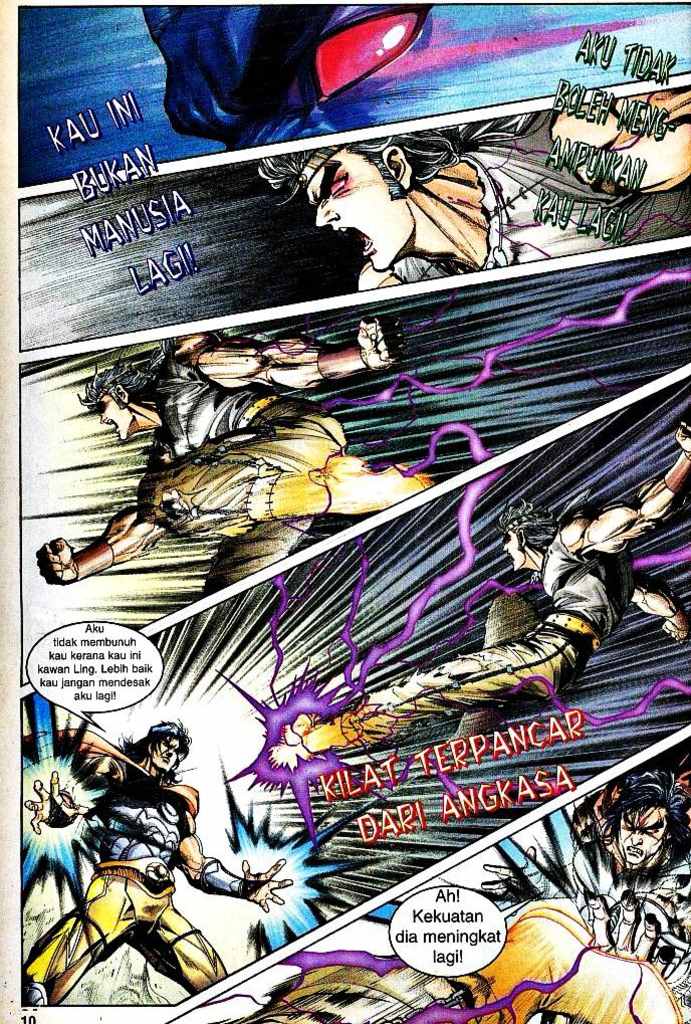 KAU INI
BUKAN
MANUSIA
LAGI!
AKU TIDAK
BOLEH MENG-
AMPUNKAN
KAU LAGI!
Aku
tidak membunuh
kau kerana kau ini
kawan Ling. Lebih baik
kau jangan mendesak
aku lagi!
KILAT TERPANCAR
DARI ANGKASA
Ah!
Kekuatan
dia meningkat
lagi!
10